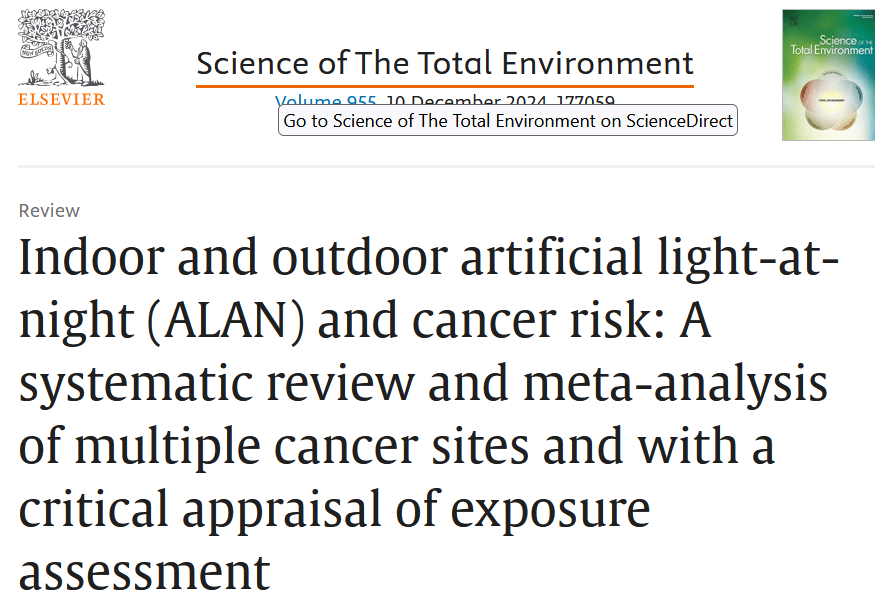 ELSEVIER
Science of The Total Environment
Volume 955, 10 December 2024, 177059
Go to Science of The Total Environment on ScienceDirect
Science OF THE
Total Environment
TOTAL ENVIRONMENT
Review
Indoor and outdoor artificial light-at-
night (ALAN) and cancer risk: A
systematic review and meta-analysis
of multiple cancer sites and with a
critical appraisal of exposure
assessment